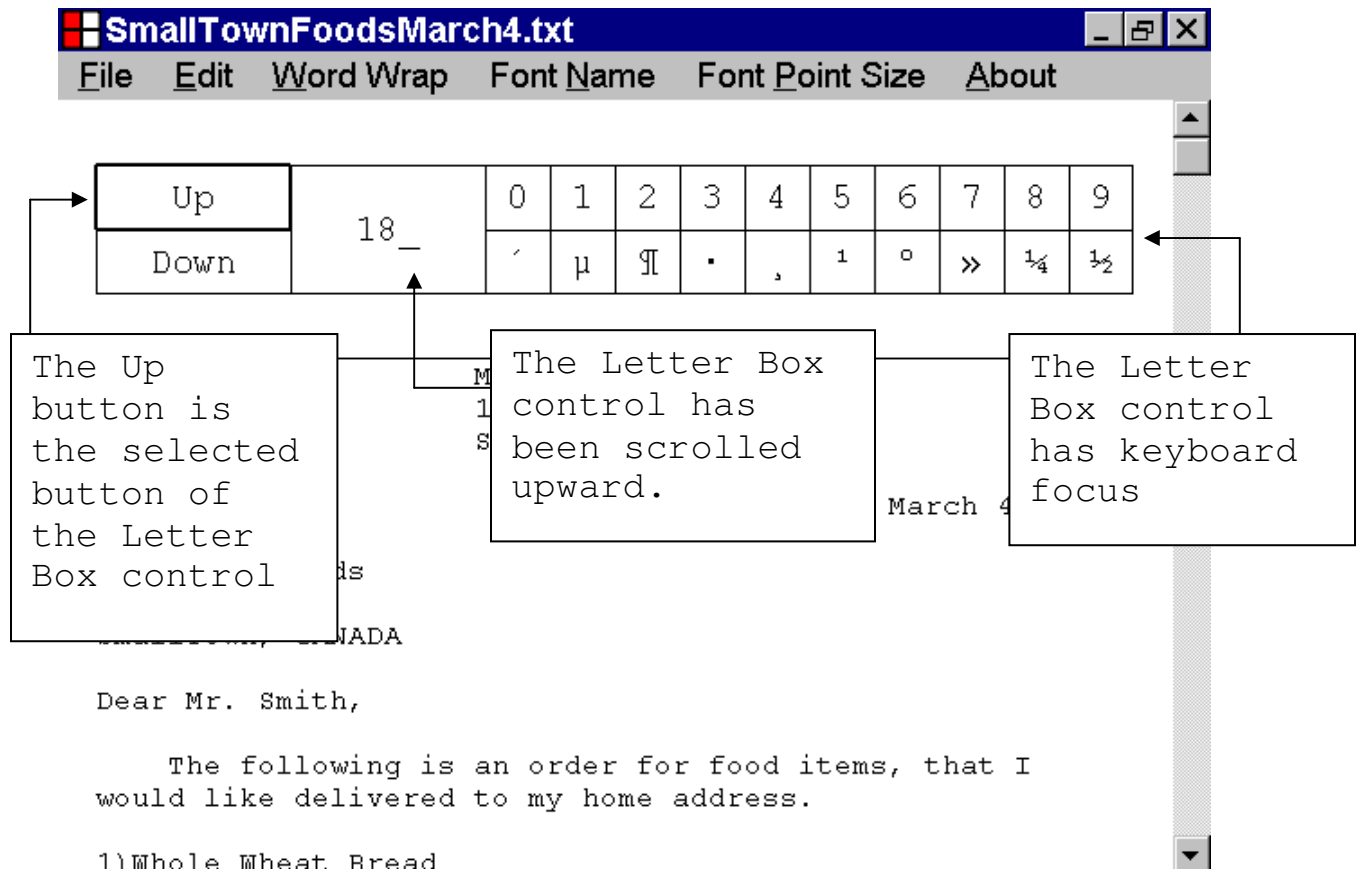 SmallTownFoodsMarch4.txt
File Edit Word Wrap Font Name Font Point Size About
Up 18_ 0 1 2 3 4 5 6 7 8 9
Down ´ µ ¶ · ¸ ¹ º » ¼ ½
The Up
button is
the selected
button of
the Letter
Box control
The Letter Box
control has
been scrolled
upward.
The Letter
Box control
has keyboard
focus
M
1
S
March 4
ds
CANADA
Dear Mr. Smith,
The following is an order for food items, that I
would like delivered to my home address.
1)Whole Wheat Bread